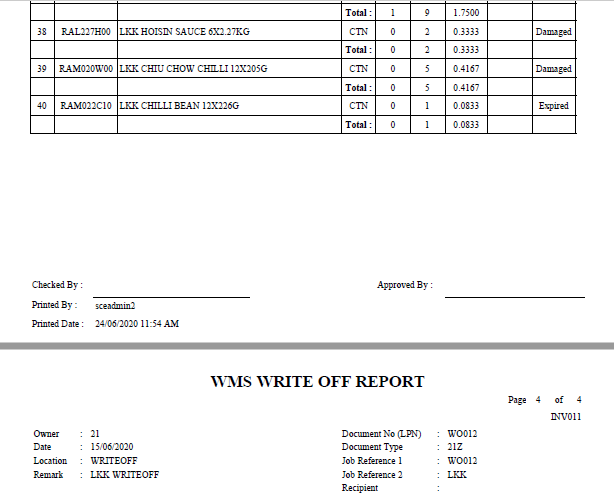 Total : 1 9 1.7500
38 RAL227H00 LKK HOISIN SAUCE 6X2.27KG CTN 0 2 0.3333 Damaged
Total : 0 2 0.3333
39 RAM020W00 LKK CHIU CHOW CHILLI 12X205G CTN 0 5 0.4167 Damaged
Total : 0 5 0.4167
40 RAM022C10 LKK CHILLI BEAN 12X226G CTN 0 1 0.0833 Expired
Total : 0 1 0.0833
Checked By : Approved By :
Printed By : sceadmin2
Printed Date : 24/06/2020 11:54 AM
WMS WRITE OFF REPORT
Page 4 of 4
INV011
Owner : 21 Document No (LPN) : WO012
Date : 15/06/2020 Document Type : 21Z
Location : WRITEOFF Job Reference 1 : WO012
Remark : LKK WRITEOFF Job Reference 2 : LKK
Recipient :